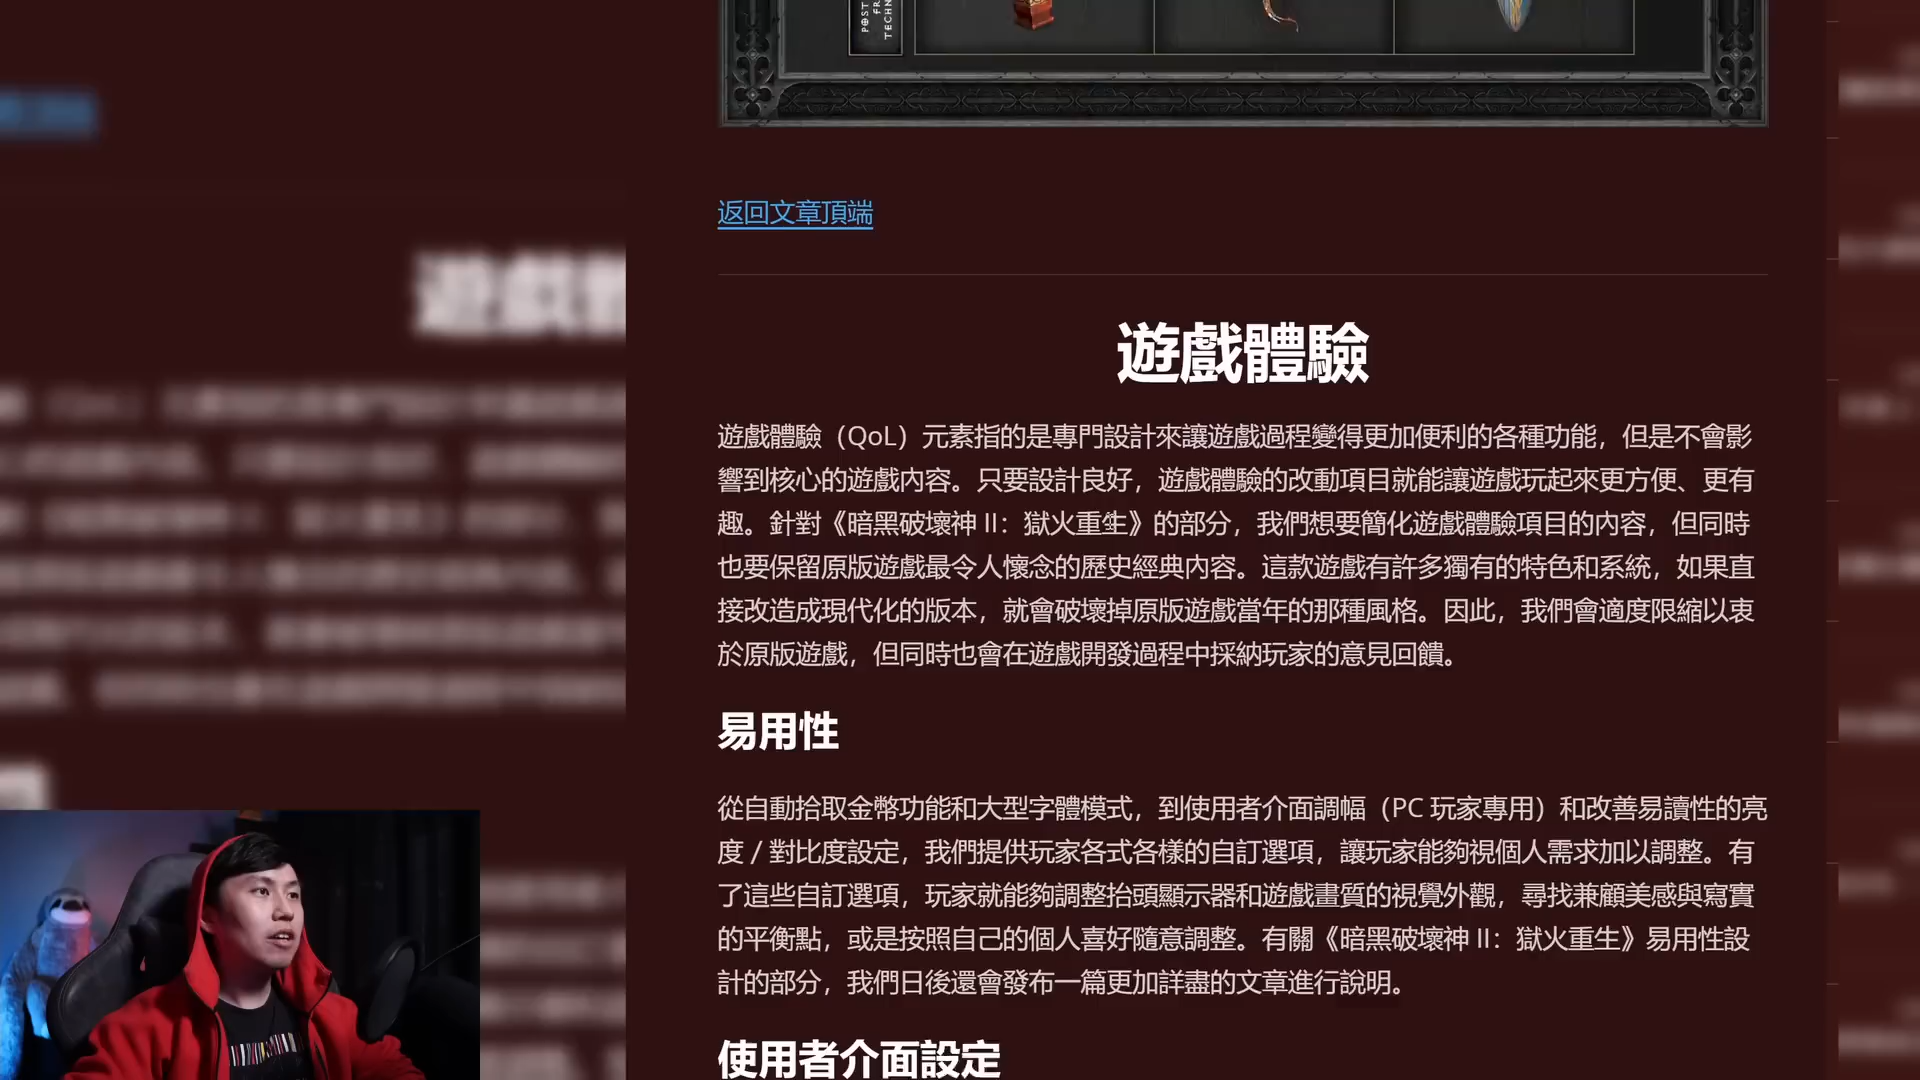 POST
FR
TECHN
返回文章頂端
遊戲體驗
遊戲體驗（QoL）元素指的是專門設計來讓遊戲過程變得更加便利的各種功能，但是不會影
響到核心的遊戲內容。只要設計良好，遊戲體驗的改動項目就能讓遊戲玩起來更方便、更有
趣。針對《暗黑破壞神 II：獄火重生》的部分，我們想要簡化遊戲體驗項目的內容，但同時
也要保留原版遊戲最令人懷念的歷史經典內容。這款遊戲有許多獨有的特色和系統，如果直
接改造成現代化的版本，就會破壞掉原版遊戲當年的那種風格。因此，我們會適度限縮以衷
於原版遊戲，但同時也會在遊戲開發過程中採納玩家的意見回饋。
易用性
從自動拾取金幣功能和大型字體模式，到使用者介面調幅（PC 玩家專用）和改善易讀性的亮
度 / 對比度設定，我們提供玩家各式各樣的自訂選項，讓玩家能夠視個人需求加以調整。有
了這些自訂選項，玩家就能夠調整抬頭顯示器和遊戲畫質的視覺外觀，尋找兼顧美感與寫實
的平衡點，或是按照自己的個人喜好隨意調整。有關《暗黑破壞神 II：獄火重生》易用性設
計的部分，我們日後還會發布一篇更加詳盡的文章進行說明。
使用者介面設定